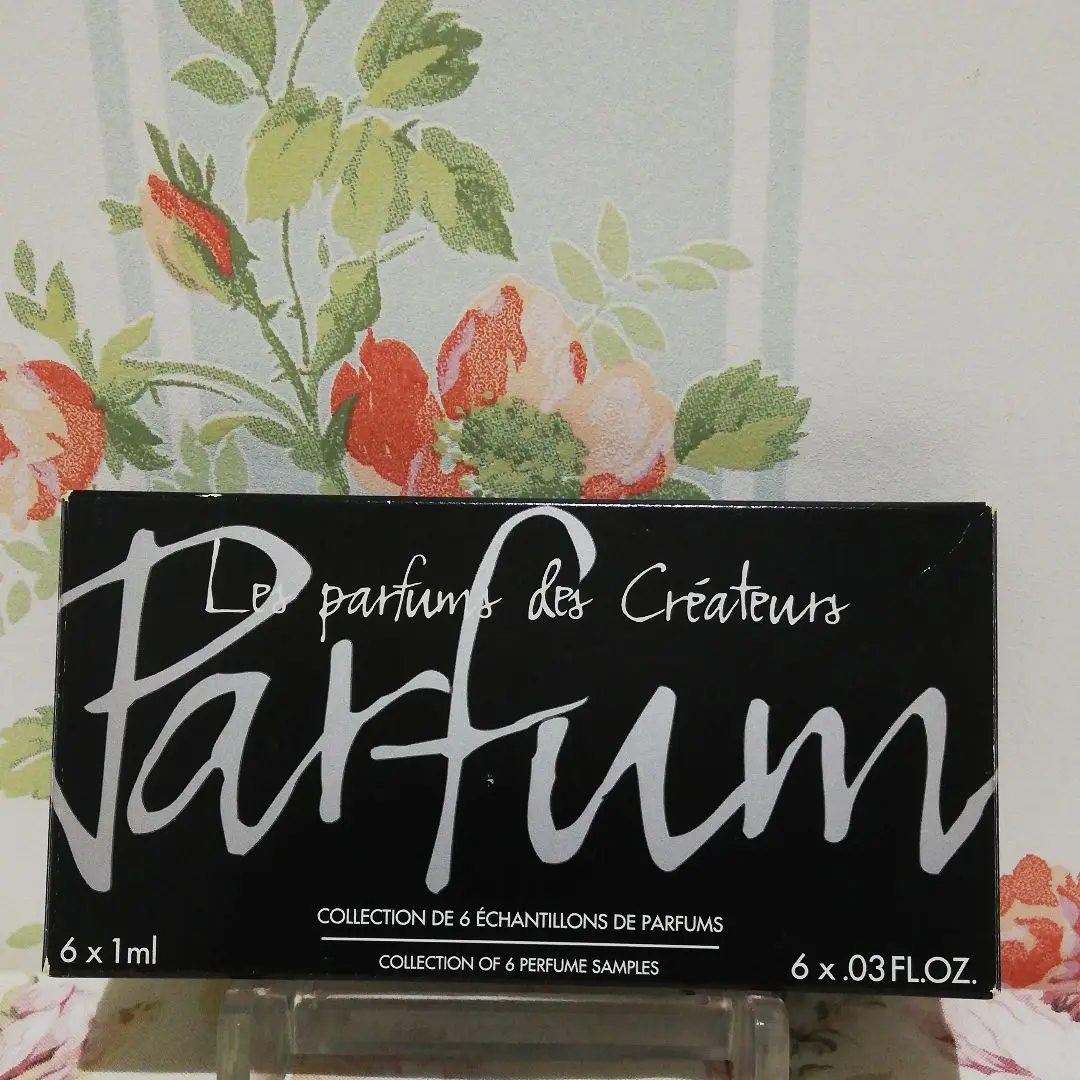 Les parfums des Créateurs
Parfum
COLLECTION DE 6 ÉCHANTILLONS DE PARFUMS
COLLECTION OF 6 PERFUME SAMPLES
6 x 1ml
6 x .03 FL.OZ.